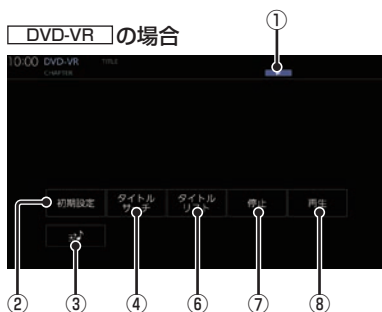 ①
DVD-VR の場合
10:00 DVD-VR TITLE
CHAPTER
初期設定 タイトル サーチ タイトル リスト 停止 再生
② ③ ④ ⑥ ⑦ ⑧